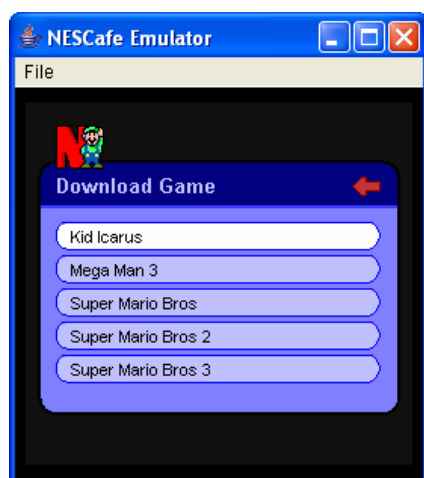 NESCafe Emulator
File
N
Download Game
Kid Icarus
Mega Man 3
Super Mario Bros
Super Mario Bros 2
Super Mario Bros 3